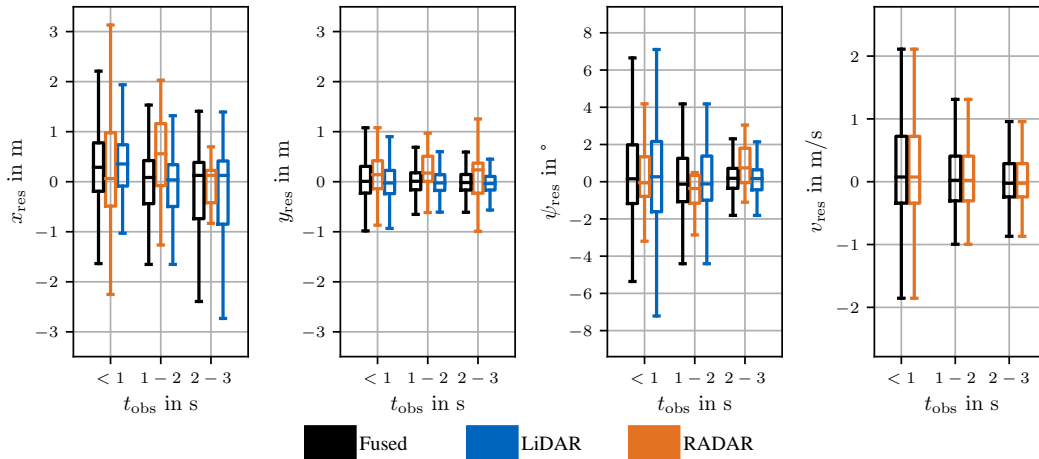 3
2
1
0
−1
−2
−3
x_res in m
< 1
1 − 2
2 − 3
t_obs in s
3
2
1
0
−1
−2
−3
y_res in m
< 1
1 − 2
2 − 3
t_obs in s
8
6
4
2
0
−2
−4
−6
−8
ψ_res in °
< 1
1 − 2
2 − 3
t_obs in s
2
1
0
−1
−2
v_res in m/s
< 1
1 − 2
2 − 3
t_obs in s
Fused
LiDAR
RADAR